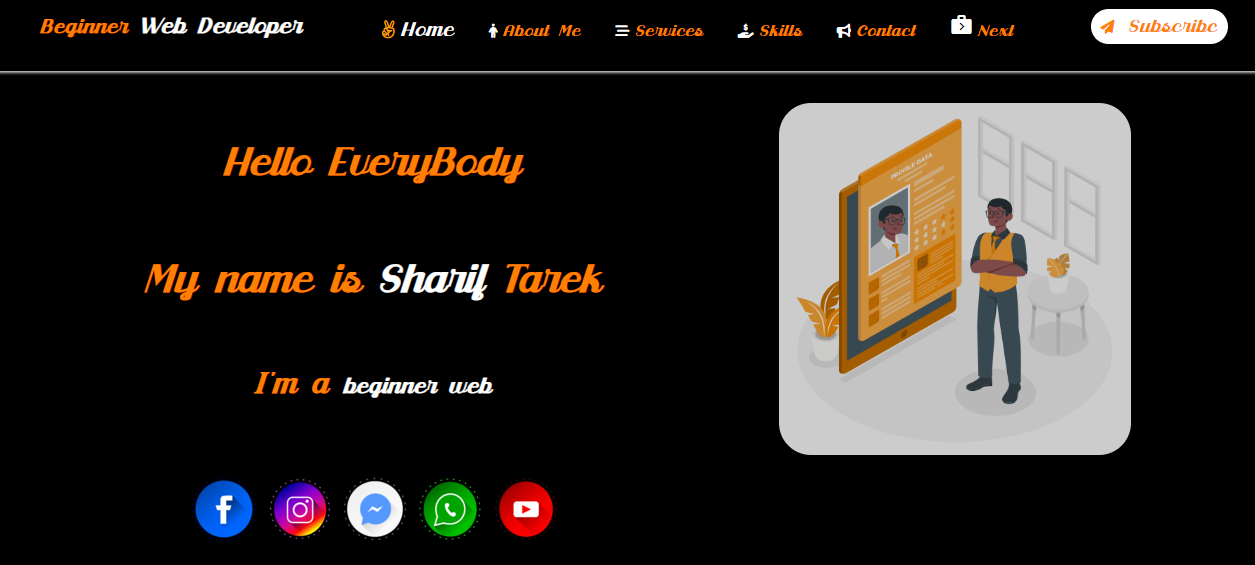 Beginner Web Developer
Home
About Me
Services
Skills
Contact
Next
Subscribe
Hello EveryBody
PROFILE DATA
My name is Sharif Tarek
I'm a beginner web